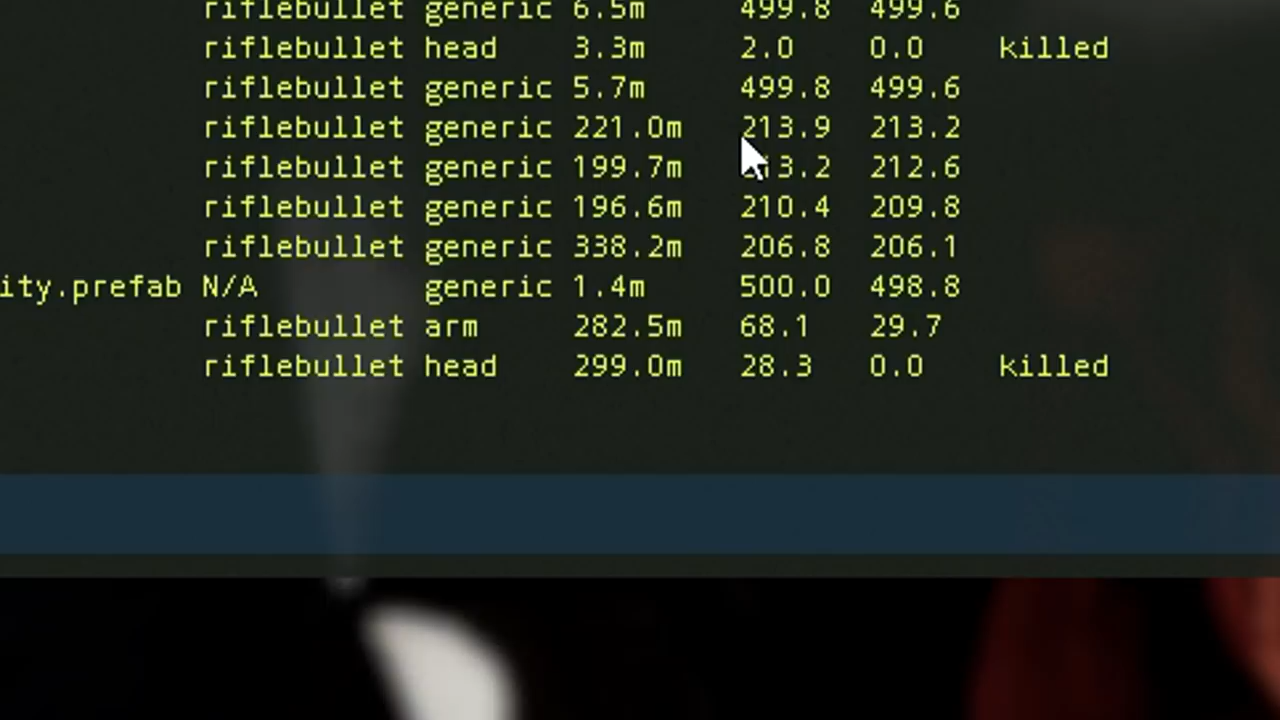 riflebullet generic 6.5m 499.8 499.6
riflebullet head 3.3m 2.0 0.0 killed
riflebullet generic 5.7m 499.8 499.6
riflebullet generic 221.0m 213.9 213.2
riflebullet generic 199.7m 3.2 212.6
riflebullet generic 196.6m 210.4 209.8
riflebullet generic 338.2m 206.8 206.1
ity.prefab N/A generic 1.4m 500.0 498.8
riflebullet arm 282.5m 68.1 29.7
riflebullet head 299.0m 28.3 0.0 killed